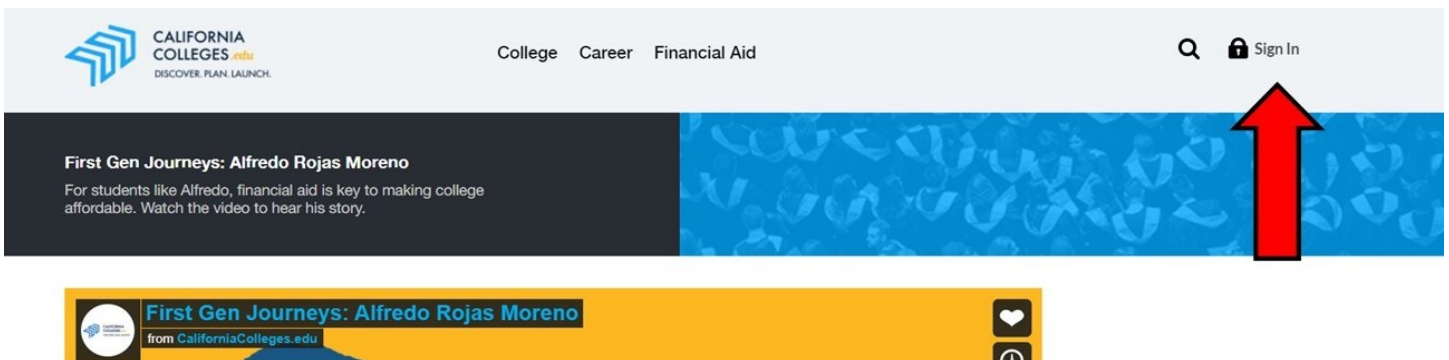 CALIFORNIA
COLLEGES.edu
DISCOVER. PLAN. LAUNCH.
College Career Financial Aid
Sign In
First Gen Journeys: Alfredo Rojas Moreno
For students like Alfredo, financial aid is key to making college
affordable. Watch the video to hear his story.
First Gen Journeys: Alfredo Rojas Moreno
from CaliforniaColleges.edu